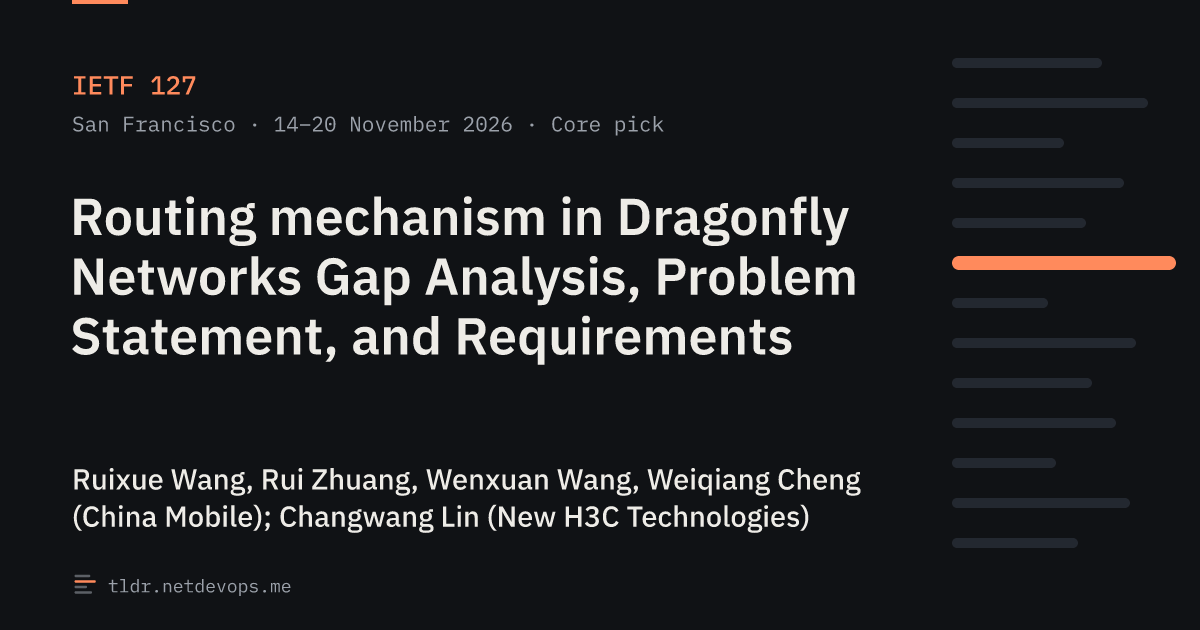 IETF 127
San Francisco · 14–20 November 2026 · Core pick
Routing mechanism in Dragonfly
Networks Gap Analysis, Problem
Statement, and Requirements
Ruixue Wang, Rui Zhuang, Wenxuan Wang, Weiqiang Cheng
(China Mobile); Changwang Lin (New H3C Technologies)
tldr.netdevops.me